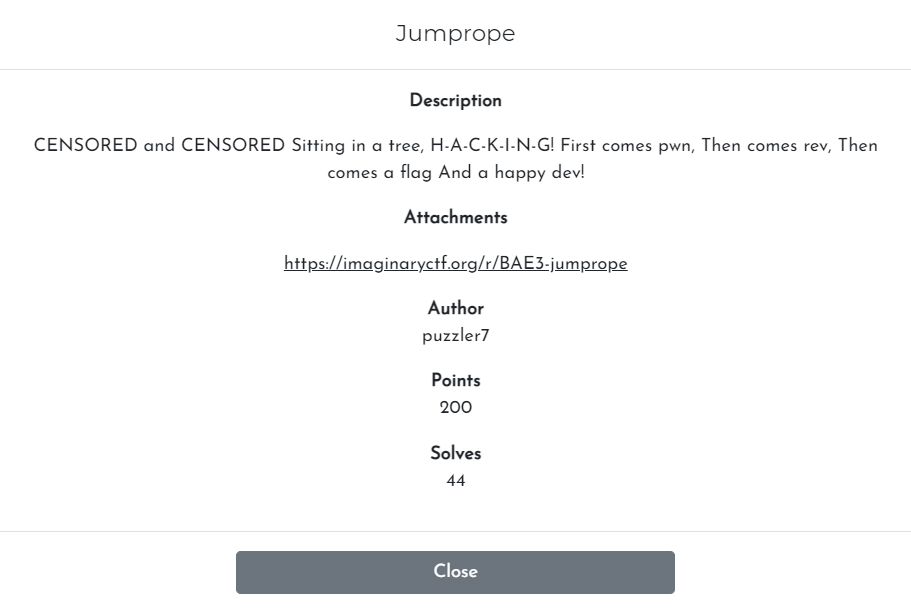 Jumprope
Description
CENSORED and CENSORED Sitting in a tree, H-A-C-K-I-N-G! First comes pwn, Then comes rev, Then
comes a flag And a happy dev!
Attachments
https://imaginaryctf.org/r/BAE3-jumprope
Author
puzzler7
Points
200
Solves
44
Close